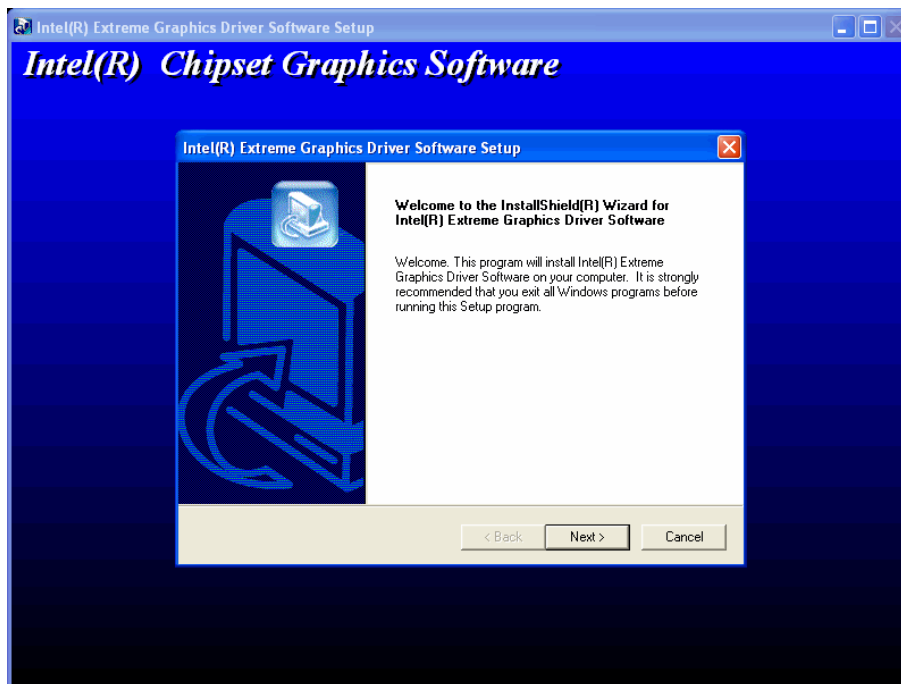 Intel(R) Extreme Graphics Driver Software Setup
Intel(R) Chipset Graphics Software
Intel(R) Extreme Graphics Driver Software Setup
Welcome to the InstallShield(R) Wizard for
Intel(R) Extreme Graphics Driver Software
Welcome. This program will install Intel(R) Extreme
Graphics Driver Software on your computer. It is strongly
recommended that you exit all Windows programs before
running this Setup program.
< Back Next > Cancel